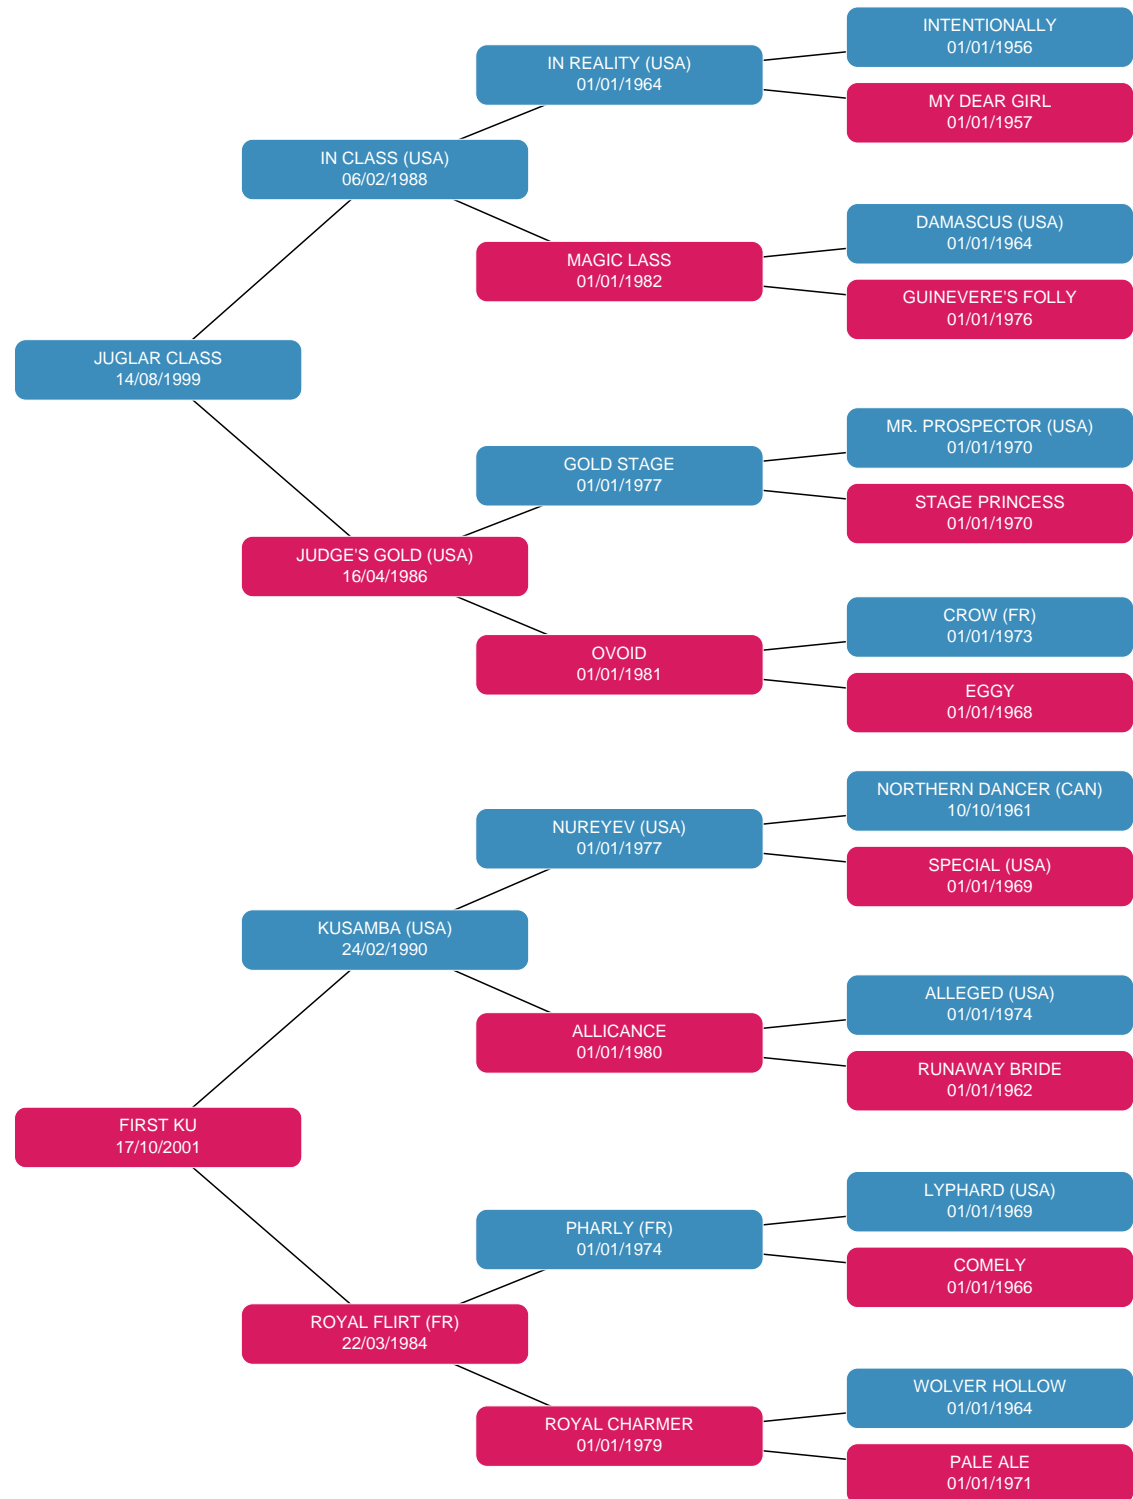 INTENTIONALLY
01/01/1956
IN REALITY (USA)
01/01/1964
MY DEAR GIRL
01/01/1957
IN CLASS (USA)
06/02/1988
DAMASCUS (USA)
01/01/1964
MAGIC LASS
01/01/1982
GUINEVERE'S FOLLY
01/01/1976
JUGLAR CLASS
14/08/1999
MR. PROSPECTOR (USA)
01/01/1970
GOLD STAGE
01/01/1977
STAGE PRINCESS
01/01/1970
JUDGE'S GOLD (USA)
16/04/1986
CROW (FR)
01/01/1973
OVOID
01/01/1981
EGGY
01/01/1968
NORTHERN DANCER (CAN)
10/10/1961
NUREYEV (USA)
01/01/1977
SPECIAL (USA)
01/01/1969
KUSAMBA (USA)
24/02/1990
ALLEGED (USA)
01/01/1974
ALLICANCE
01/01/1980
RUNAWAY BRIDE
01/01/1962
FIRST KU
17/10/2001
LYPHARD (USA)
01/01/1969
PHARLY (FR)
01/01/1974
COMELY
01/01/1966
ROYAL FLIRT (FR)
22/03/1984
WOLVER HOLLOW
01/01/1964
ROYAL CHARMER
01/01/1979
PALE ALE
01/01/1971